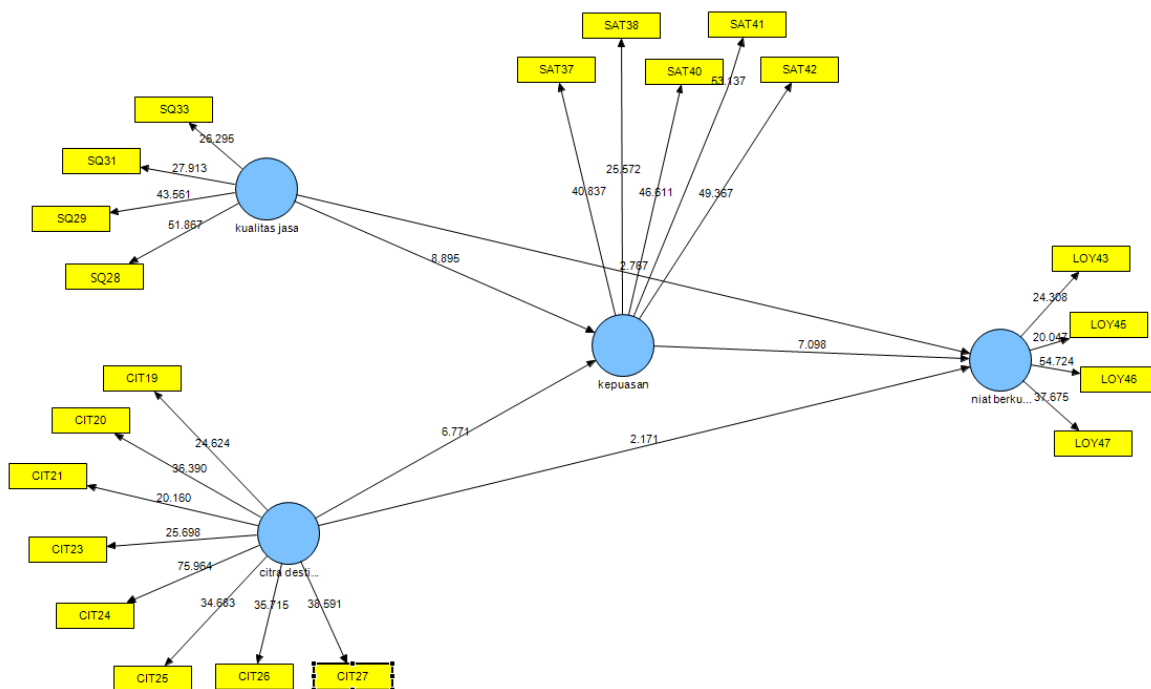 SAT38
SAT41
SAT37
SAT40
SAT42
53.137
SQ33
26.295
SQ31
27.913
25.572
40.837
46.611
49.367
43.561
SQ29
51.867
kualitas jasa
SQ28
8.895
2.767
LOY43
24.308
LOY45
20.047
7.098
54.724
LOY46
kepuasan
niat berku...
37.675
CIT19
CIT20
24.624
6.771
2.171
LOY47
36.390
CIT21
20.160
25.698
CIT23
75.964
citra desti...
CIT24
34.663
35.715
38.591
CIT25
CIT26
CIT27